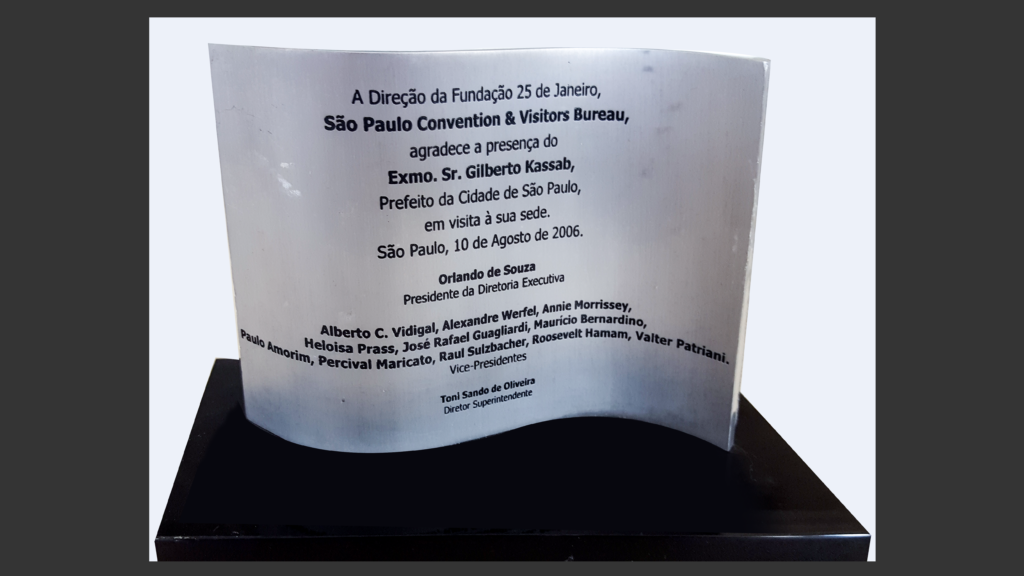 A Direção da Fundação 25 de Janeiro,
São Paulo Convention & Visitors Bureau,
agradece a presença do
Exmo. Sr. Gilberto Kassab,
Prefeito da Cidade de São Paulo,
em visita à sua sede.
São Paulo, 10 de Agosto de 2006.
Orlando de Souza
Presidente da Diretoria Executiva
Alberto C. Vidigal, Alexandre Werfel, Annie Morrissey,
Heloisa Prass, José Rafael Guagliardi, Maurício Bernardino,
Paulo Amorim, Percival Maricato, Raul Sulzbacher, Roosevelt Hamam, Valter Patriani.
Vice-Presidentes
Toni Sando de Oliveira
Diretor Superintendente